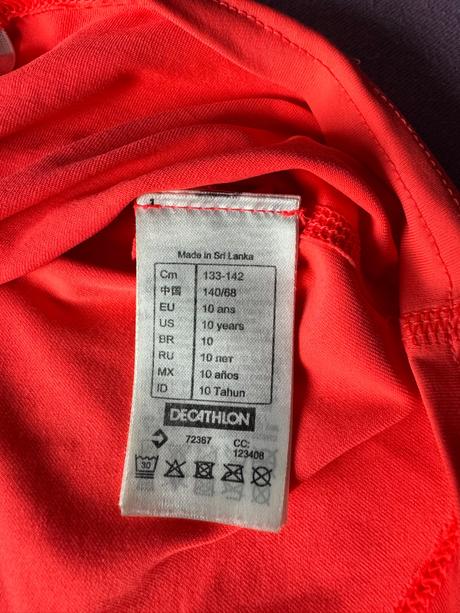 1
Made in Sri Lanka
Cm 133-142
中国 140/68
EU 10 ans
US 10 years
BR 10
RU 10 лет
MX 10 años
ID 10 Tahun
DECATHLON
72367 CC:
123408
30